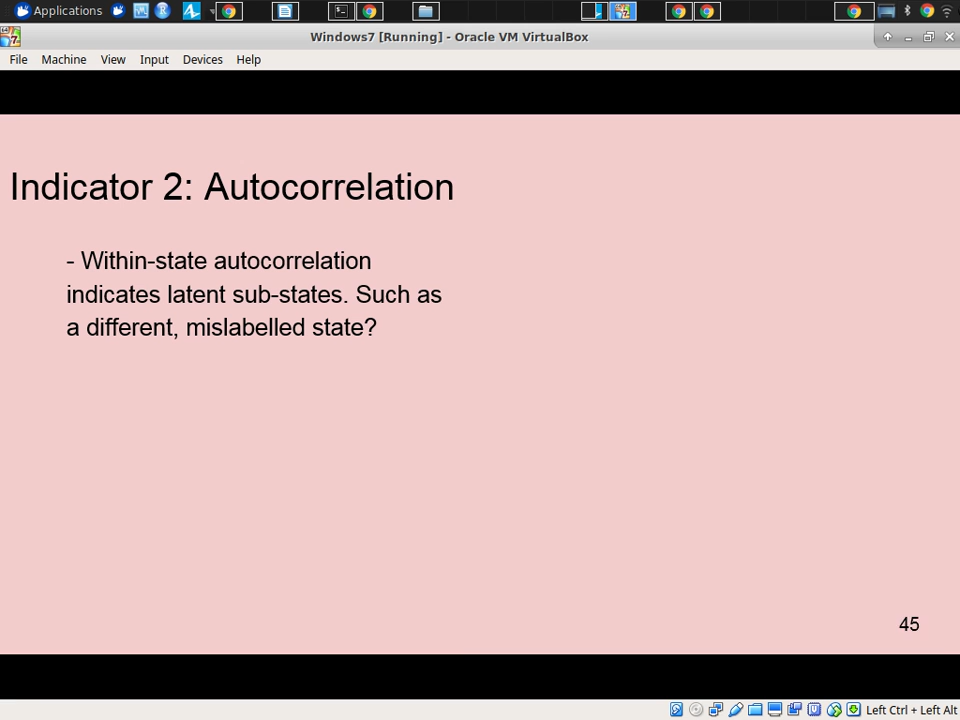 Applications
Windows7 [Running] - Oracle VM VirtualBox
File Machine View Input Devices Help
Indicator 2: Autocorrelation
- Within-state autocorrelation
indicates latent sub-states. Such as
a different, mislabelled state?
45
Left Ctrl + Left Alt